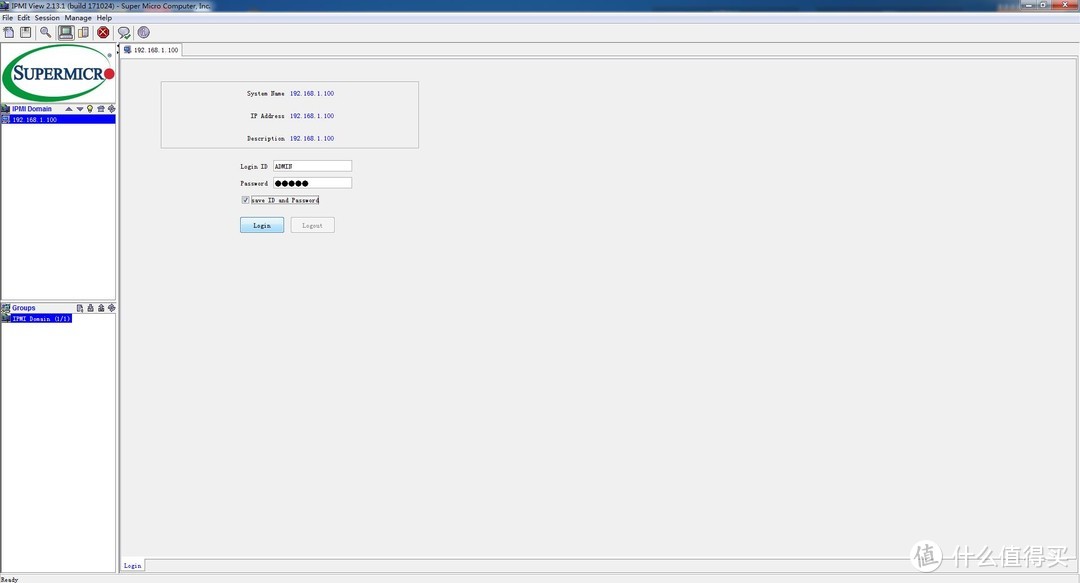 IPMI View 2.13.1 (build 171024) - Super Micro Computer, Inc.
File Edit Session Manage Help
SUPERMICR
192.168.1.100
IPMI Domain
192.168.1.100
System Name 192.168.1.100
IP Address 192.168.1.100
Description 192.168.1.100
Login ID ADMIN
Password ●●●●●
save ID and Password
Login Logout
Groups
IPMI Domain (1/1)
Login
Ready
值 什么值得买